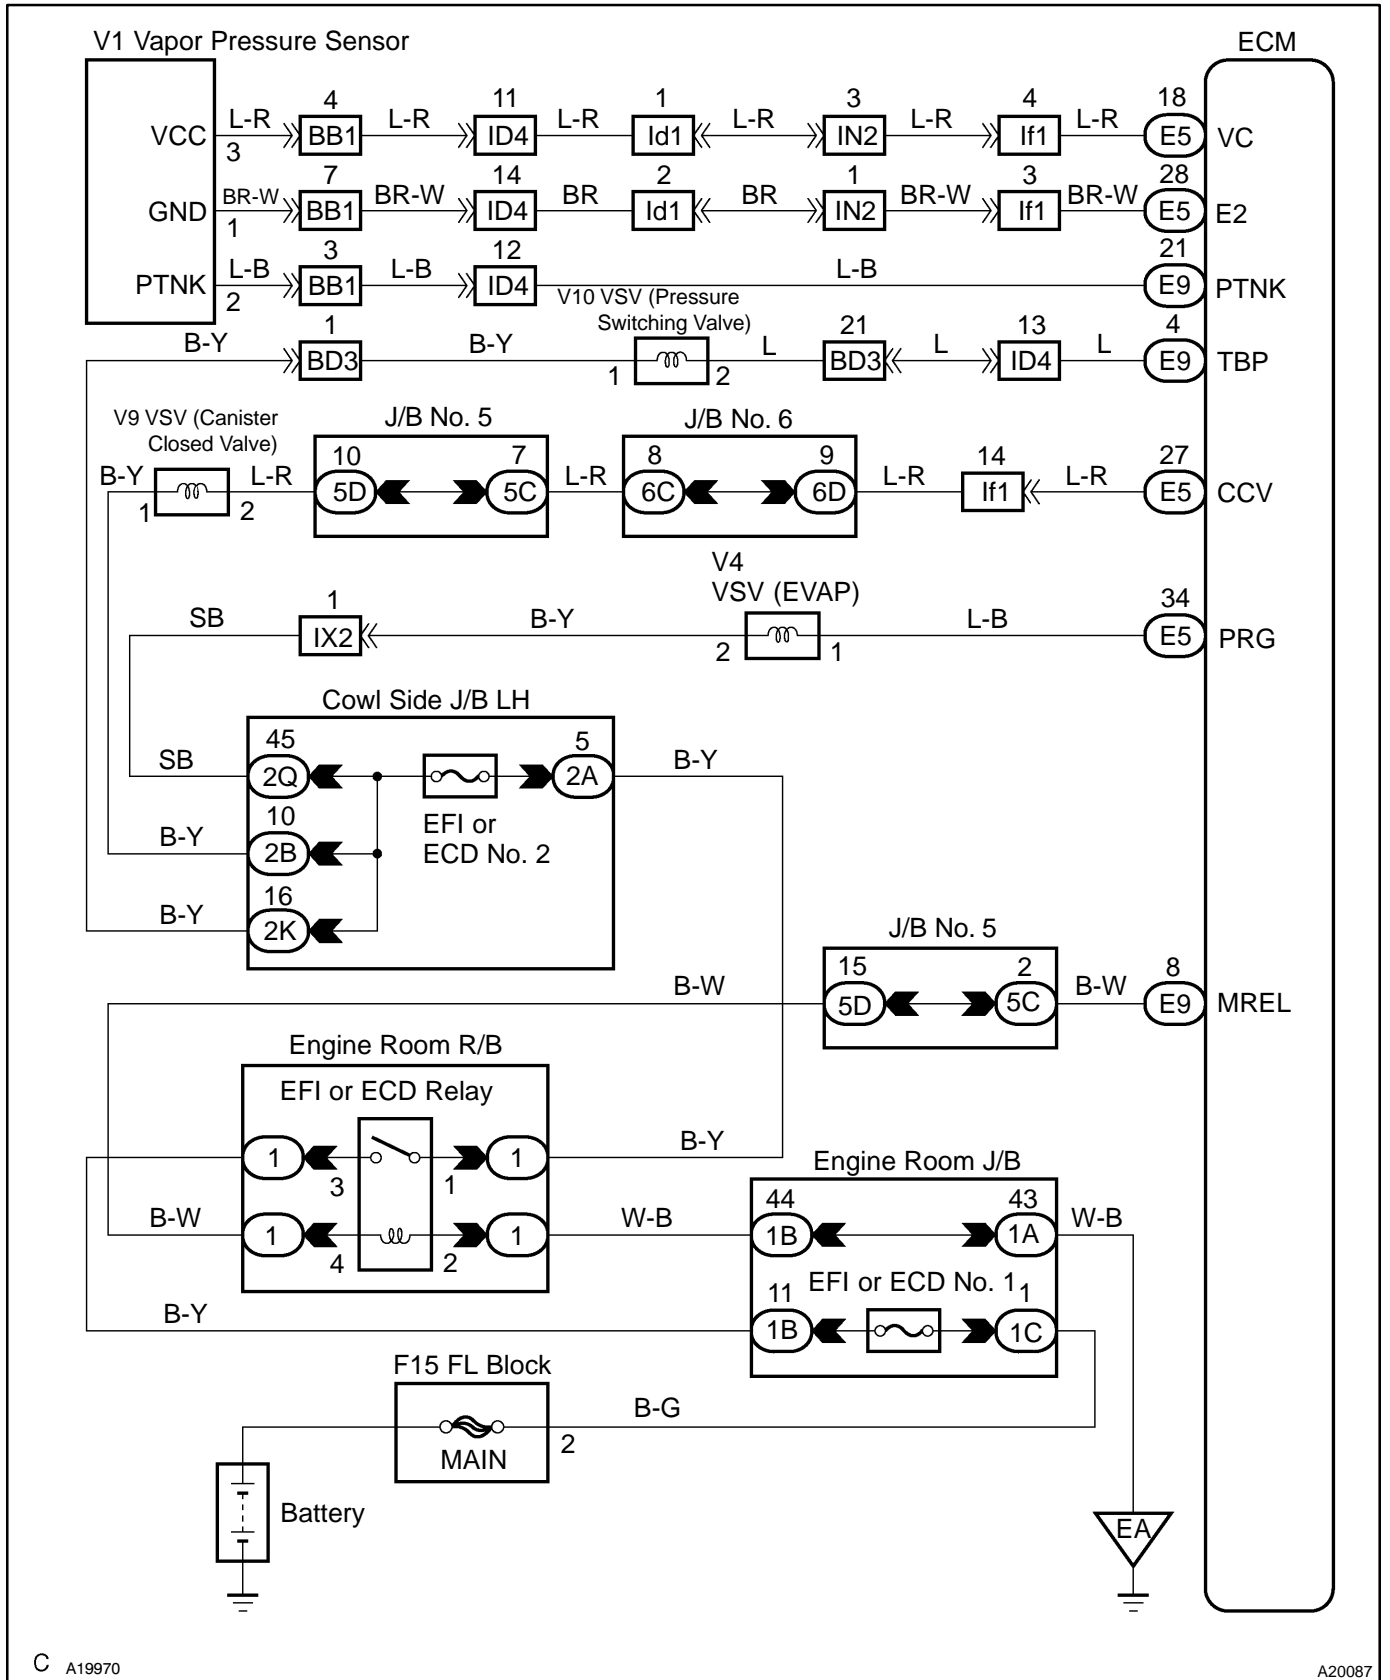 V1 Vapor Pressure Sensor
ECM
VCC L-R 3 4 BB1 L-R 11 ID4 L-R 1 Id1 L-R 3 IN2 L-R 4 If1 L-R 18 E5 VC
GND BR-W 1 7 BB1 BR-W 14 ID4 BR 2 Id1 BR 1 IN2 BR-W 3 If1 BR-W 28 E5 E2
PTNK L-B 2 3 BB1 L-B 12 ID4 L-B 21 E9 PTNK
V10 VSV (Pressure
Switching Valve)
B-Y 1 BD3 B-Y 1 2 L 21 BD3 L 13 ID4 L 4 E9 TBP
V9 VSV (Canister
Closed Valve)
J/B No. 5
J/B No. 6
B-Y 1 2 L-R 10 5D 7 5C L-R 8 6C 9 6D L-R 14 If1 L-R 27 E5 CCV
V4
VSV (EVAP)
SB 1 IX2 B-Y 2 1 L-B 34 E5 PRG
Cowl Side J/B LH
SB 45 2Q 5 2A B-Y
EFI or
ECD No. 2
B-Y 10 2B
B-Y 16 2K
J/B No. 5
B-W 15 5D 2 5C B-W 8 E9 MREL
Engine Room R/B
EFI or ECD Relay
1 3 1 1 B-Y
Engine Room J/B
B-W 1 4 2 1 W-B 44 1B 43 1A W-B
EFI or ECD No. 1
B-Y 11 1B 1 1C
F15 FL Block
MAIN
2 B-G
Battery
EA
C A19970
A20087